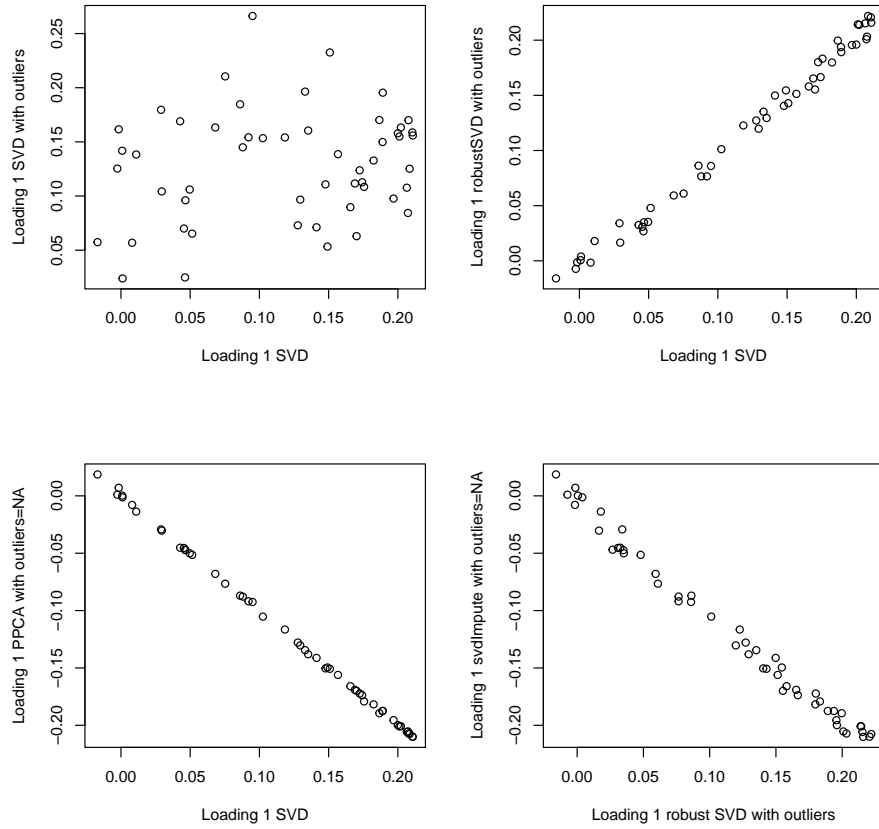 Loading 1 SVD with outliers
0.05 0.10 0.15 0.20 0.25
0.00 0.05 0.10 0.15 0.20
Loading 1 SVD
Loading 1 robustSVD with outliers
0.00 0.05 0.10 0.15 0.20
0.00 0.05 0.10 0.15 0.20
Loading 1 SVD
Loading 1 PPCA with outliers=NA
−0.20 −0.15 −0.10 −0.05 0.00
0.00 0.05 0.10 0.15 0.20
Loading 1 SVD
Loading 1 svdImpute with outliers=NA
−0.20 −0.15 −0.10 −0.05 0.00
0.00 0.05 0.10 0.15 0.20
Loading 1 robust SVD with outliers